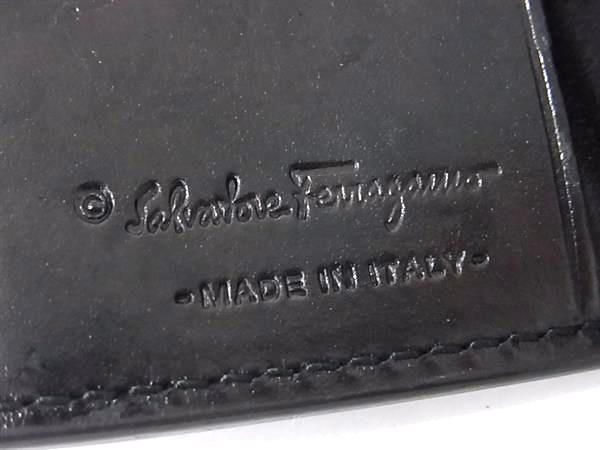 © Salvatore Ferragamo
•MADE IN ITALY•